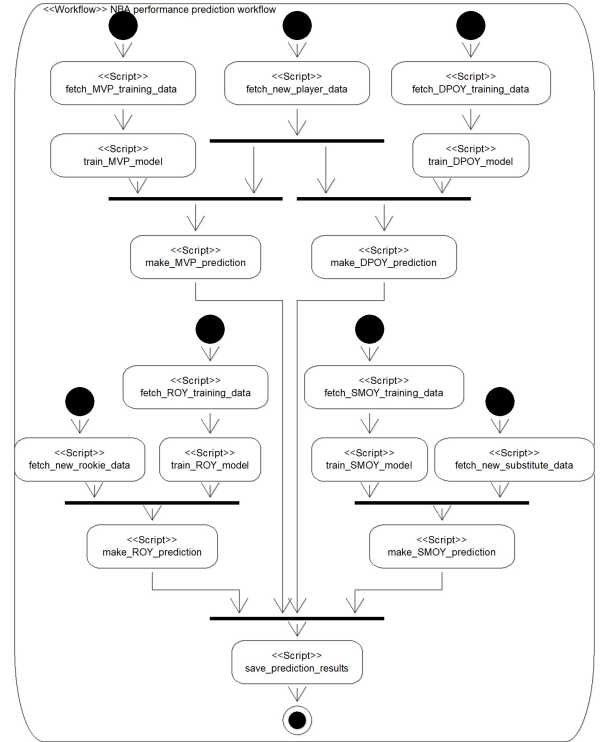 <<Workflow>> NBA performance prediction workflow
<<Script>>
fetch_MVP_training_data
<<Script>>
fetch_new_player_data
<<Script>>
fetch_DPOY_training_data
<<Script>>
train_MVP_model
<<Script>>
train_DPOY_model
<<Script>>
make_MVP_prediction
<<Script>>
make_DPOY_prediction
<<Script>>
fetch_ROY_training_data
<<Script>>
fetch_SMOY_training_data
<<Script>>
fetch_new_rookie_data
<<Script>>
train_ROY_model
<<Script>>
train_SMOY_model
<<Script>>
fetch_new_substitute_data
<<Script>>
make_ROY_prediction
<<Script>>
make_SMOY_prediction
<<Script>>
save_prediction_results